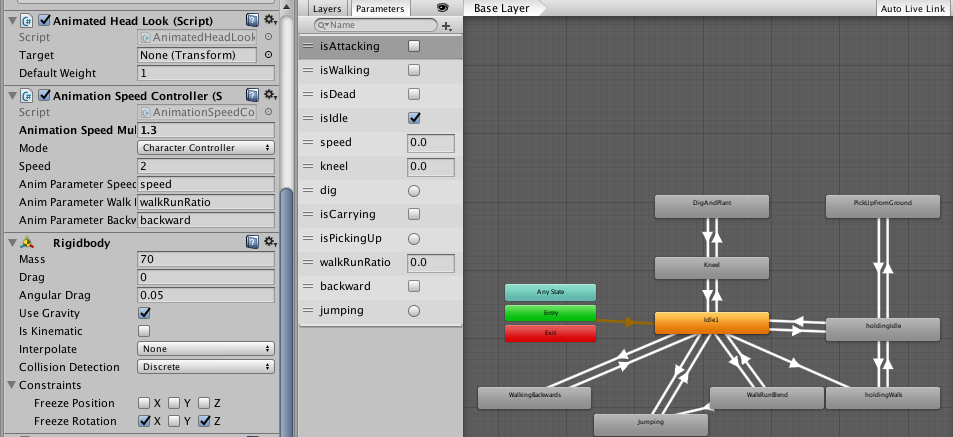 Animated Head Look (Script)
Script AnimatedHeadLook
Target None (Transform)
Default Weight 1
Animation Speed Controller (S
Script AnimationSpeedCo
Animation Speed Mul 1.3
Mode Character Controller
Speed 2
Anim Parameter Speed speed
Anim Parameter Walk walkRunRatio
Anim Parameter Backw backward
Rigidbody
Mass 70
Drag 0
Angular Drag 0.05
Use Gravity
Is Kinematic
Interpolate None
Collision Detection Discrete
Constraints
Freeze Position X Y Z
Freeze Rotation X Y Z
Layers Parameters
Name
isAttacking
isWalking
isDead
isIdle
speed 0.0
kneel 0.0
dig
isCarrying
isPickingUp
walkRunRatio 0.0
backward
jumping
Base Layer Auto Live Link
DigAndPlant PickUpFromGround
Kneel
Any State
Entry
Exit
Idle1
holdingIdle
WalkingBackwards WalkRunBlend holdingWalk
Jumping